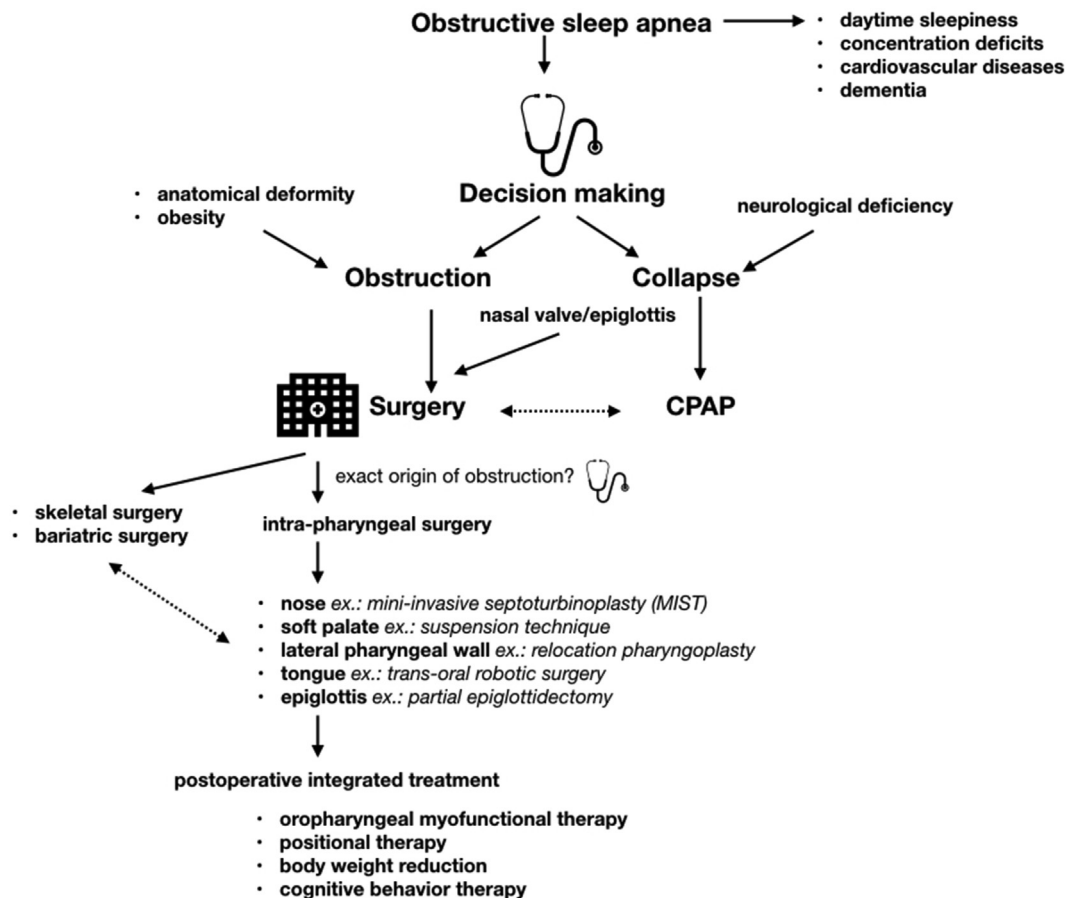 Obstructive sleep apnea
• daytime sleepiness
• concentration deficits
• cardiovascular diseases
• dementia
Decision making
• anatomical deformity
• obesity
neurological deficiency
Obstruction
Collapse
nasal valve/epiglottis
Surgery
CPAP
exact origin of obstruction?
• skeletal surgery
• bariatric surgery
intra-pharyngeal surgery
• nose ex.: mini-invasive septoturbinoplasty (MIST)
• soft palate ex.: suspension technique
• lateral pharyngeal wall ex.: relocation pharyngoplasty
• tongue ex.: trans-oral robotic surgery
• epiglottis ex.: partial epiglottidectomy
postoperative integrated treatment
• oropharyngeal myofunctional therapy
• positional therapy
• body weight reduction
• cognitive behavior therapy